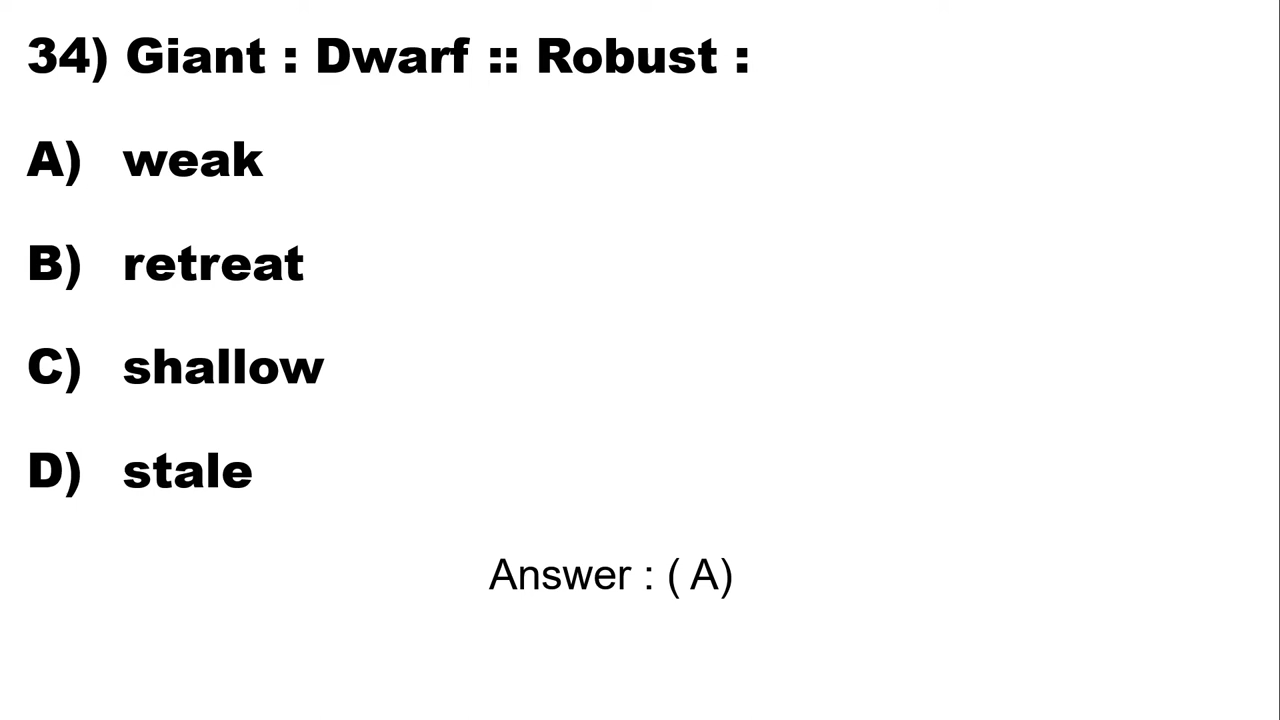 34) Giant : Dwarf :: Robust :
A) weak
B) retreat
C) shallow
D) stale
Answer : ( A)